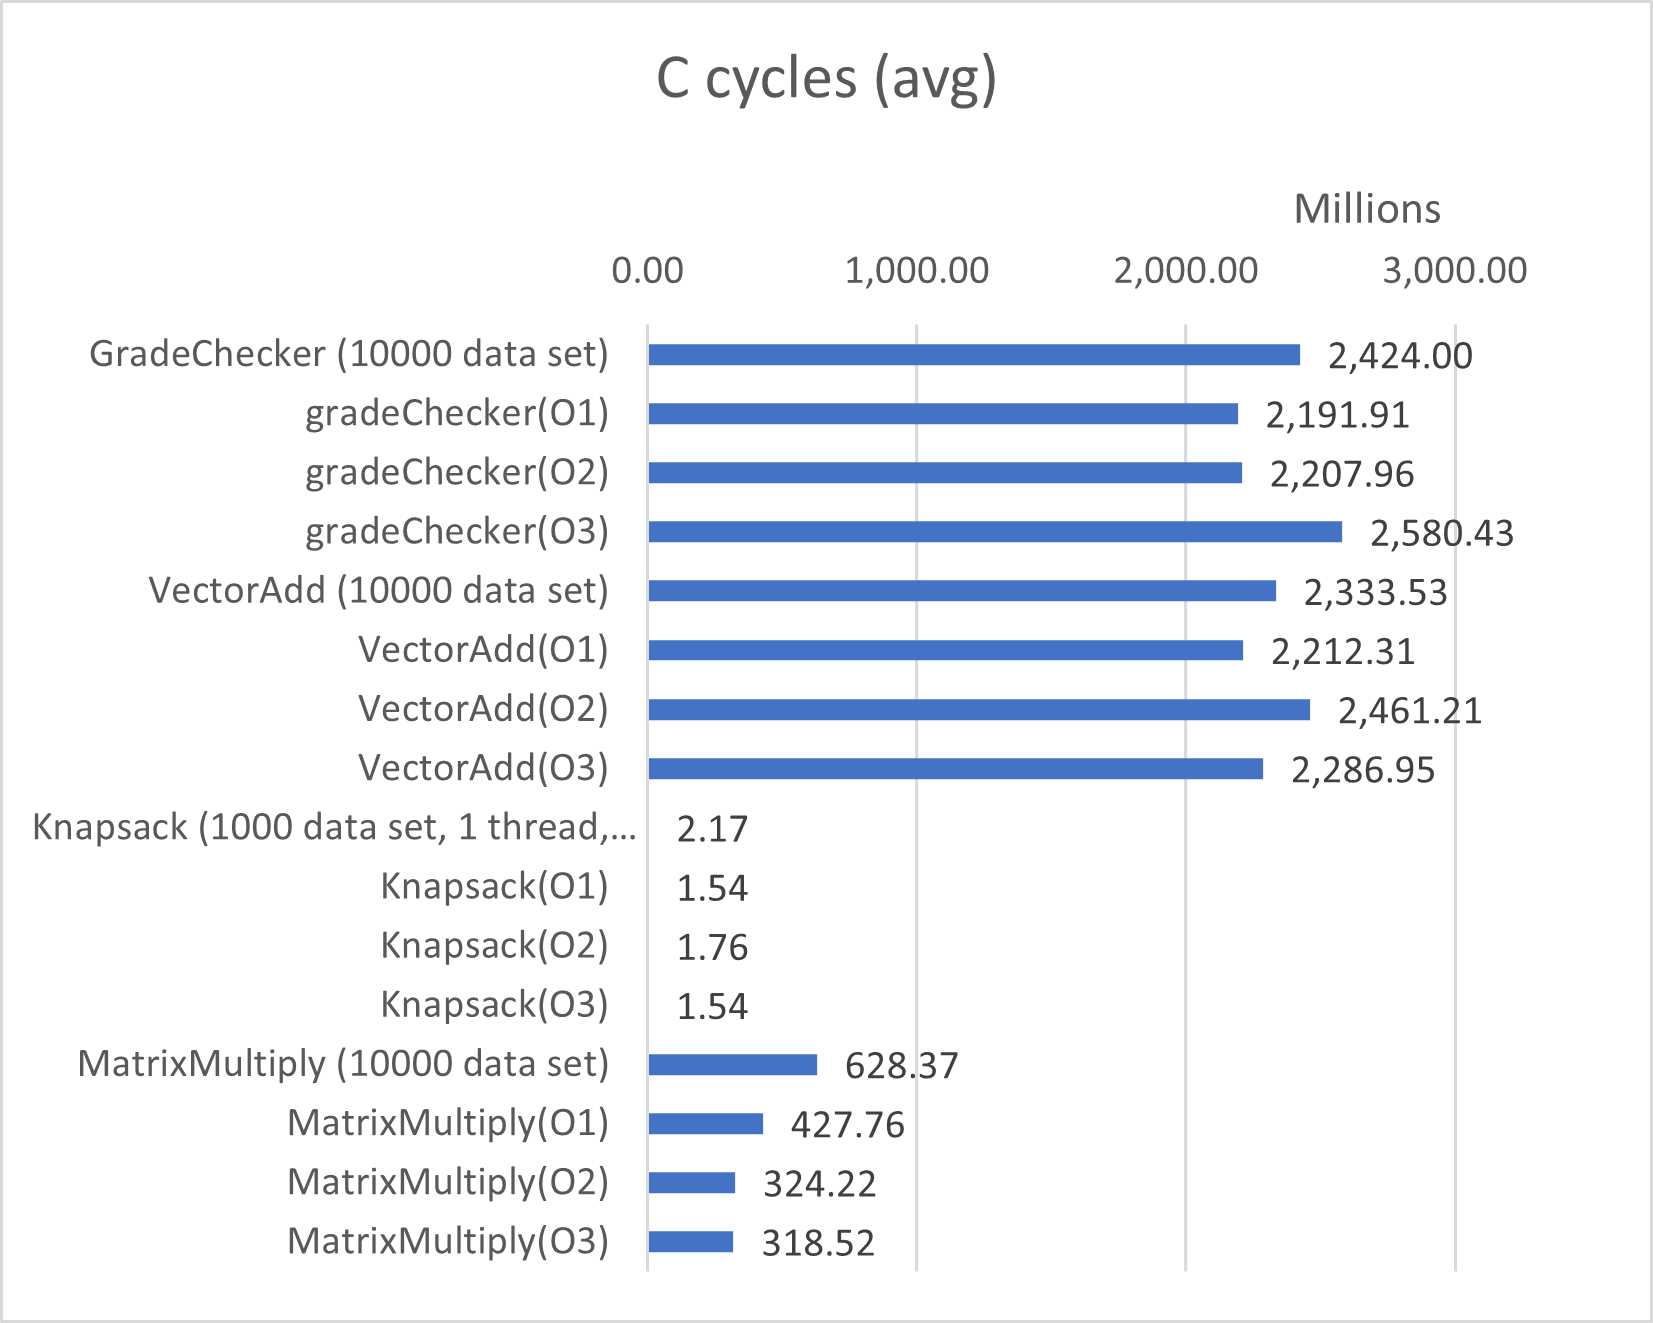 C cycles (avg)
Millions
0.00 1,000.00 2,000.00 3,000.00
GradeChecker (10000 data set) 2,424.00
gradeChecker(O1) 2,191.91
gradeChecker(O2) 2,207.96
gradeChecker(O3) 2,580.43
VectorAdd (10000 data set) 2,333.53
VectorAdd(O1) 2,212.31
VectorAdd(O2) 2,461.21
VectorAdd(O3) 2,286.95
Knapsack (1000 data set, 1 thread,... 2.17
Knapsack(O1) 1.54
Knapsack(O2) 1.76
Knapsack(O3) 1.54
MatrixMultiply (10000 data set) 628.37
MatrixMultiply(O1) 427.76
MatrixMultiply(O2) 324.22
MatrixMultiply(O3) 318.52